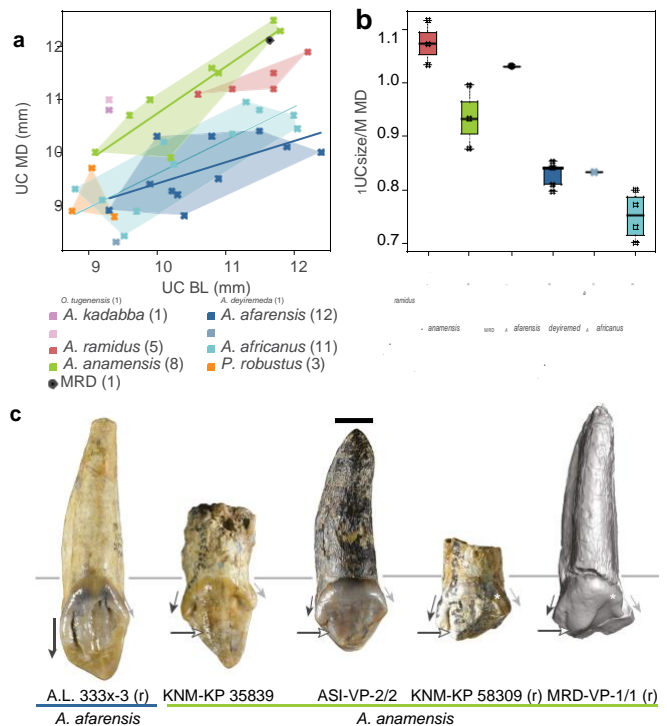 a
UC MD (mm)
12
11
10
9
9 10 11 12
UC BL (mm)
O. tugenensis (1)
A. kadabba (1)
A. ramidus (5)
A. anamensis (8)
MRD (1)
A. deyiremeda (1)
A. afarensis (12)
A. africanus (11)
P. robustus (3)
b
UCsize/M1 MD
1.1
1.0
0.9
0.8
0.7
A
ramidus
anamensis MRD A afarensis deyiremed A africanus
c
A.L. 333x-3 (r) KNM-KP 35839 ASI-VP-2/2 KNM-KP 58309 (r) MRD-VP-1/1 (r)
A. afarensis A. anamensis